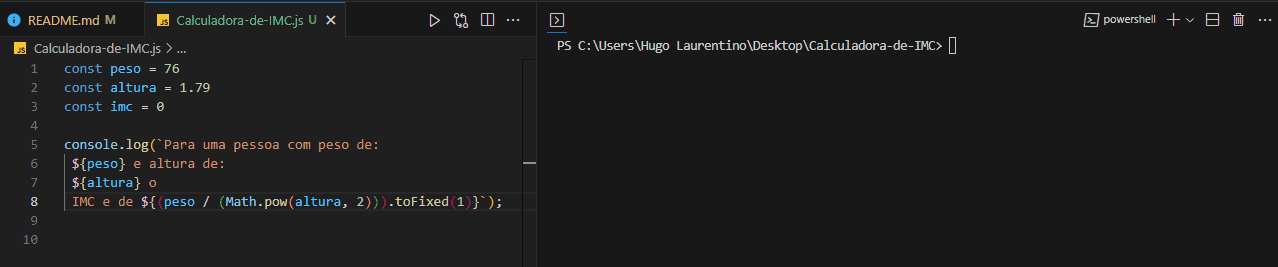 README.md M
Calculadora-de-IMC.js U
powershell
JS Calculadora-de-IMC.js > ...
1 const peso = 76
2 const altura = 1.79
3 const imc = 0
4
5 console.log(`Para uma pessoa com peso de:
6 ${peso} e altura de:
7 ${altura} o
8 IMC e de ${(peso / (Math.pow(altura, 2))).toFixed(1)}`);
9
10
PS C:\Users\Hugo Laurentino\Desktop\Calculadora-de-IMC>